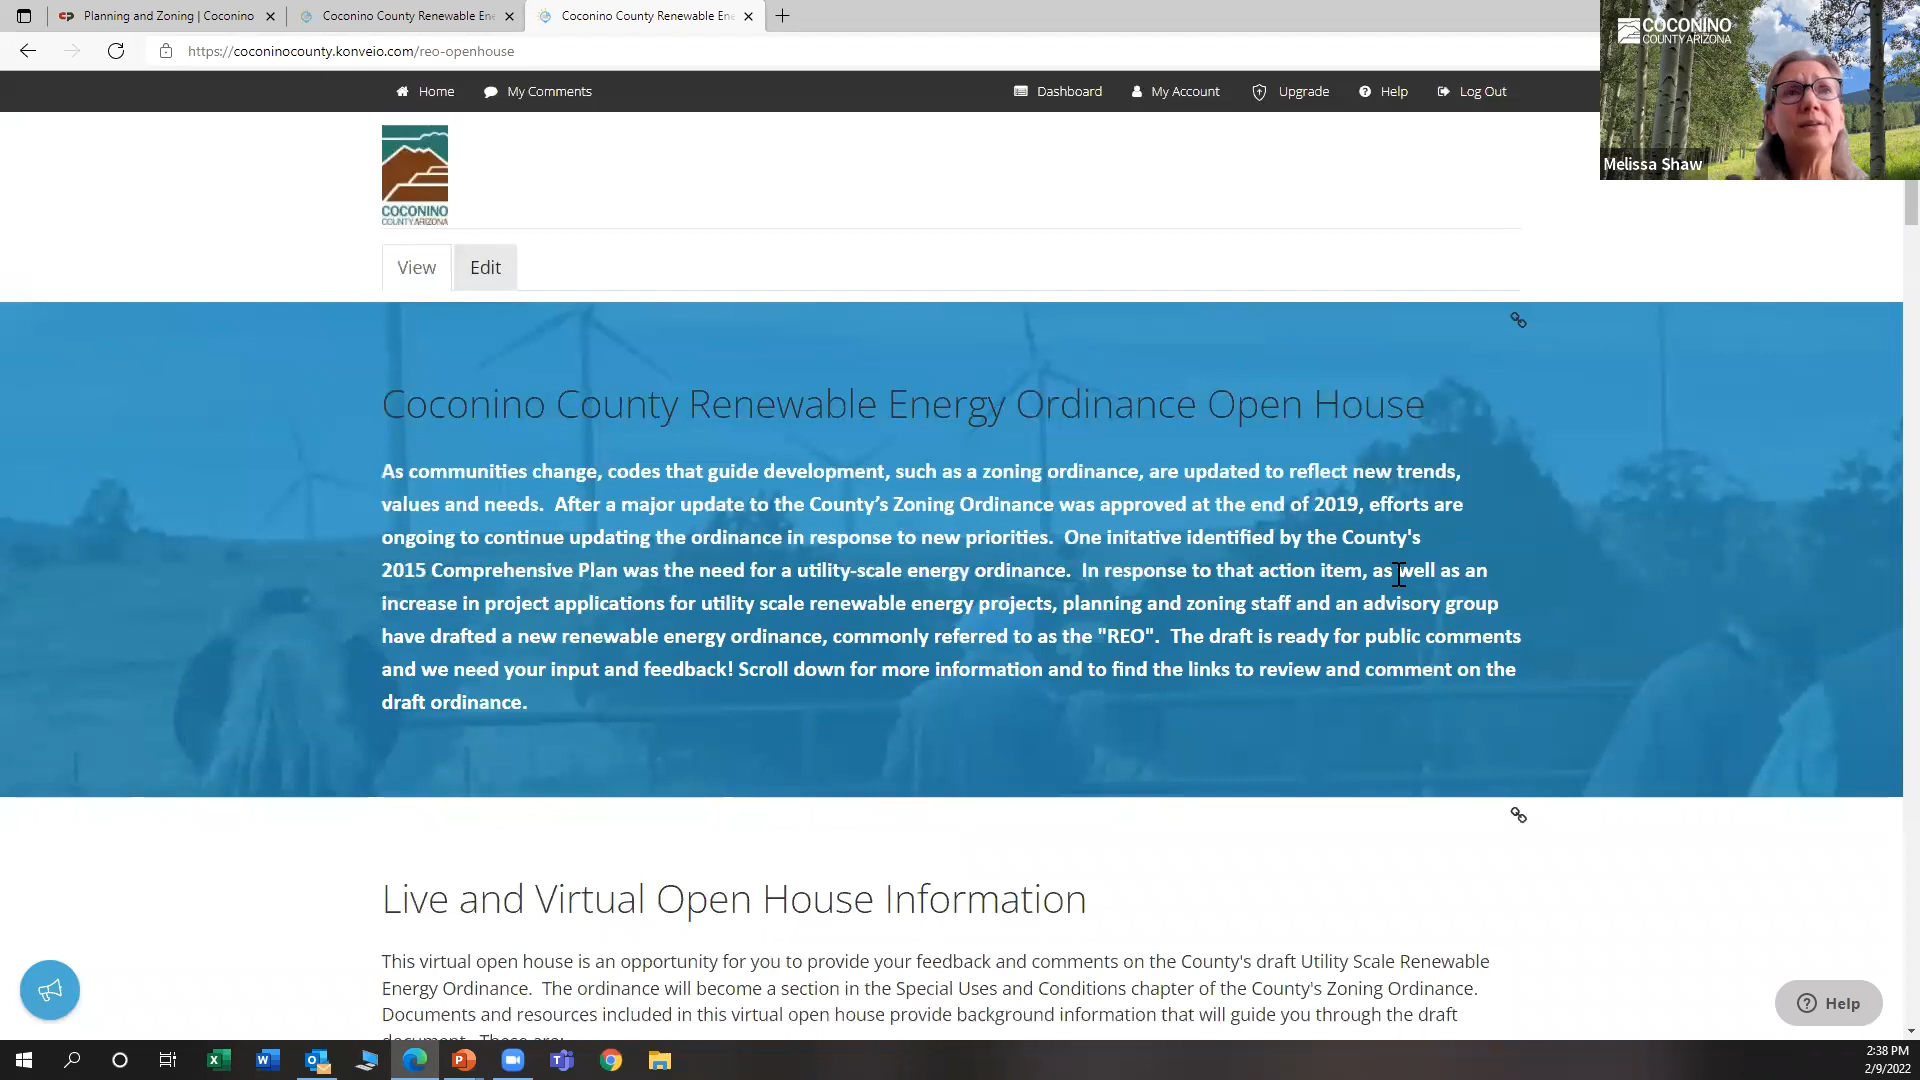 Planning and Zoning | Coconino
Coconino County Renewable En
Coconino County Renewable En
https://coconinocounty.konveio.com/reo-openhouse
COCONINO
COUNTY ARIZONA
Melissa Shaw
Home
My Comments
Dashboard
My Account
Upgrade
Help
Log Out
COCONINO
COUNTY ARIZONA
View
Edit
Coconino County Renewable Energy Ordinance Open House
As communities change, codes that guide development, such as a zoning ordinance, are updated to reflect new trends,
values and needs.  After a major update to the County’s Zoning Ordinance was approved at the end of 2019, efforts are
ongoing to continue updating the ordinance in response to new priorities.  One initative identified by the County's
2015 Comprehensive Plan was the need for a utility-scale energy ordinance.  In response to that action item, as well as an
increase in project applications for utility scale renewable energy projects, planning and zoning staff and an advisory group
have drafted a new renewable energy ordinance, commonly referred to as the "REO".  The draft is ready for public comments
and we need your input and feedback! Scroll down for more information and to find the links to review and comment on the
draft ordinance.
Live and Virtual Open House Information
This virtual open house is an opportunity for you to provide your feedback and comments on the County's draft Utility Scale Renewable
Energy Ordinance.  The ordinance will become a section in the Special Uses and Conditions chapter of the County's Zoning Ordinance.
Documents and resources included in this virtual open house provide background information that will guide you through the draft
document.  These are:
Help
2:38 PM
2/9/2022